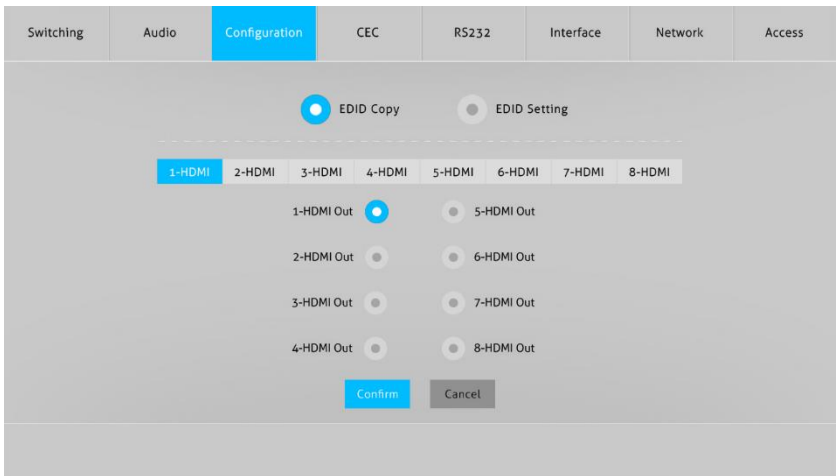 Switching Audio Configuration CEC RS232 Interface Network Access
EDID Copy EDID Setting
1-HDMI 2-HDMI 3-HDMI 4-HDMI 5-HDMI 6-HDMI 7-HDMI 8-HDMI
1-HDMI Out 5-HDMI Out
2-HDMI Out 6-HDMI Out
3-HDMI Out 7-HDMI Out
4-HDMI Out 8-HDMI Out
Confirm Cancel